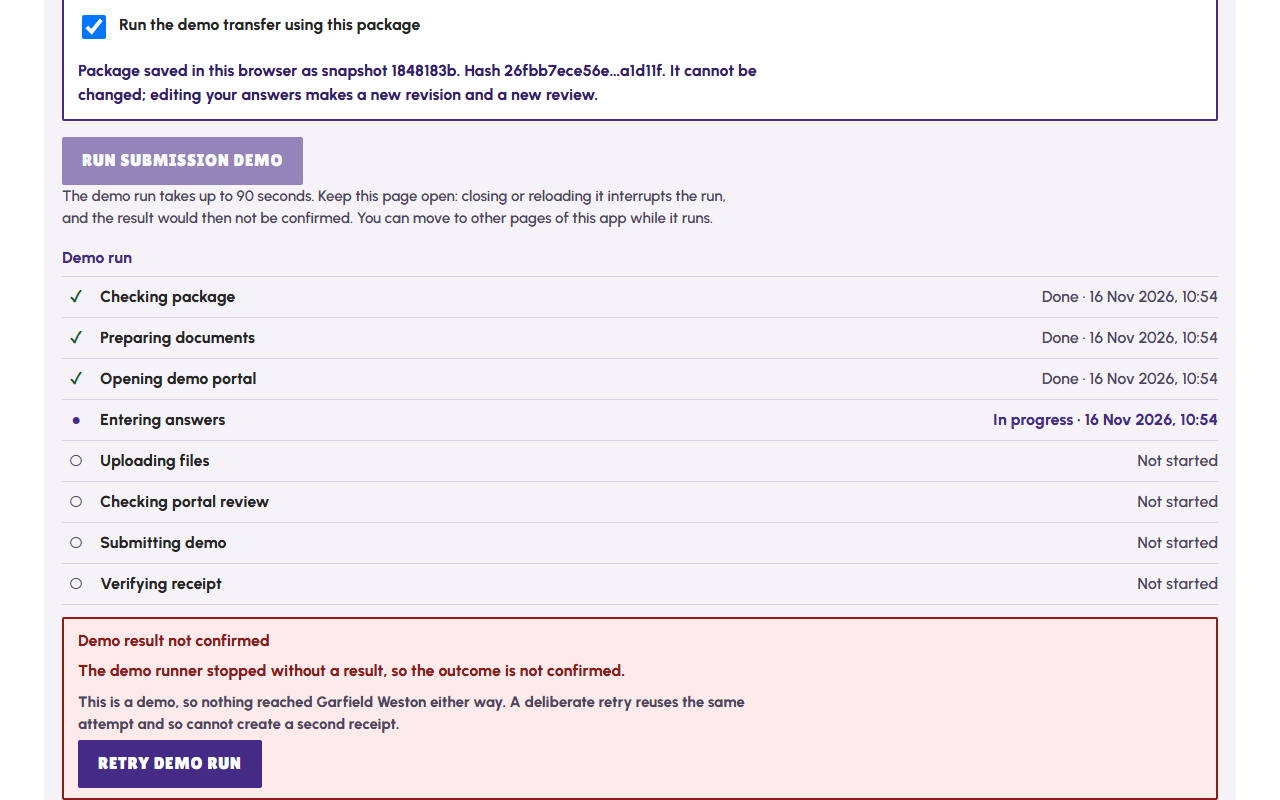 Run the demo transfer using this package
Package saved in this browser as snapshot 1848183b. Hash 26fbb7ece56e…a1d11f. It cannot be
changed; editing your answers makes a new revision and a new review.
RUN SUBMISSION DEMO
The demo run takes up to 90 seconds. Keep this page open: closing or reloading it interrupts the run,
and the result would then not be confirmed. You can move to other pages of this app while it runs.
Demo run
✓ Checking package Done · 16 Nov 2026, 10:54
✓ Preparing documents Done · 16 Nov 2026, 10:54
✓ Opening demo portal Done · 16 Nov 2026, 10:54
● Entering answers In progress · 16 Nov 2026, 10:54
○ Uploading files Not started
○ Checking portal review Not started
○ Submitting demo Not started
○ Verifying receipt Not started
Demo result not confirmed
The demo runner stopped without a result, so the outcome is not confirmed.
This is a demo, so nothing reached Garfield Weston either way. A deliberate retry reuses the same
attempt and so cannot create a second receipt.
RETRY DEMO RUN